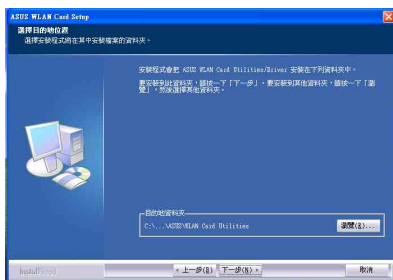 ASUS WLAN Card Setup
選擇目的地位置
選擇安裝程式將在其中安裝檔案的資料夾。
安裝程式會把 ASUS WLAN Card Utilities/Driver 安裝在下列資料夾中。
要安裝到此資料夾，請按一下「下一步」。要安裝到其他資料夾，請按一下「瀏
覽」，然後選擇其他資料夾。
目的地資料夾
C:\...\ASUS\WLAN Card Utilities
瀏覽(R)...
InstallShield
< 上一步(B) 下一步(N) > 取消